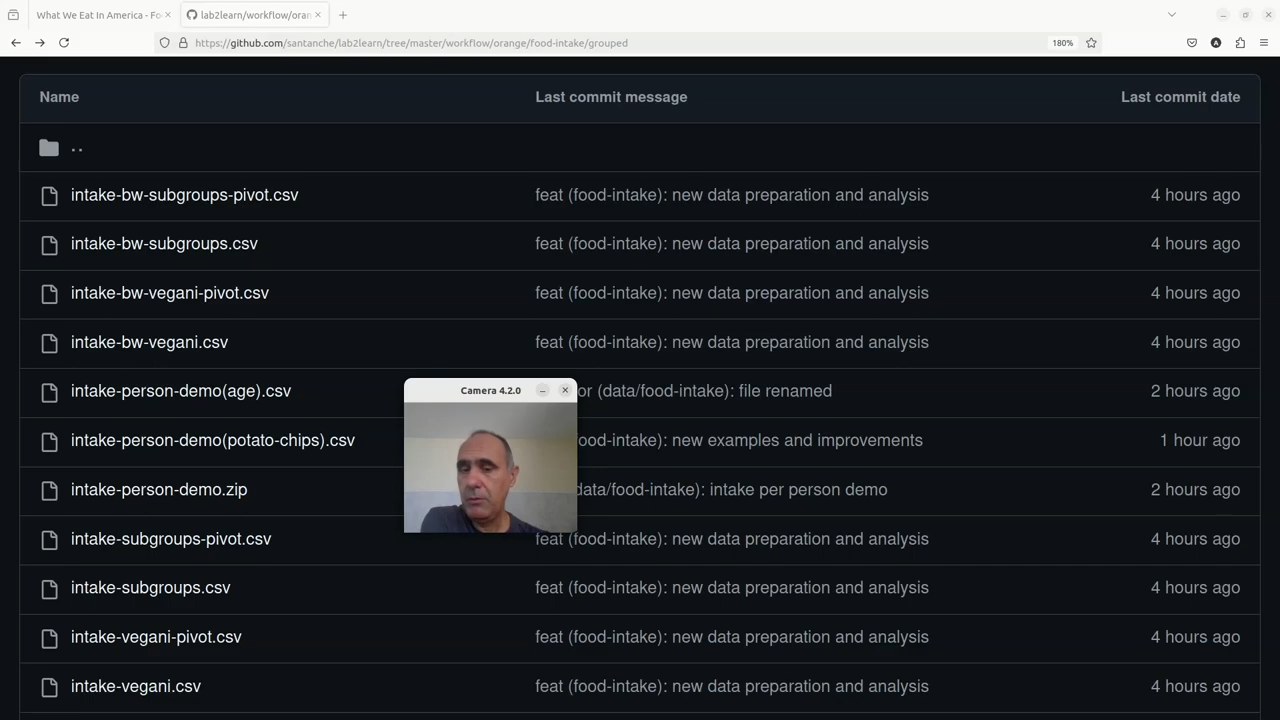 What We Eat In America - Fo
lab2learn/workflow/oran
https://github.com/santanche/lab2learn/tree/master/workflow/orange/food-intake/grouped
180%
Name Last commit message Last commit date
..
intake-bw-subgroups-pivot.csv feat (food-intake): new data preparation and analysis 4 hours ago
intake-bw-subgroups.csv feat (food-intake): new data preparation and analysis 4 hours ago
intake-bw-vegani-pivot.csv feat (food-intake): new data preparation and analysis 4 hours ago
intake-bw-vegani.csv feat (food-intake): new data preparation and analysis 4 hours ago
Camera 4.2.0
intake-person-demo(age).csv or (data/food-intake): file renamed 2 hours ago
intake-person-demo(potato-chips).csv ood-intake): new examples and improvements 1 hour ago
intake-person-demo.zip data/food-intake): intake per person demo 2 hours ago
intake-subgroups-pivot.csv feat (food-intake): new data preparation and analysis 4 hours ago
intake-subgroups.csv feat (food-intake): new data preparation and analysis 4 hours ago
intake-vegani-pivot.csv feat (food-intake): new data preparation and analysis 4 hours ago
intake-vegani.csv feat (food-intake): new data preparation and analysis 4 hours ago